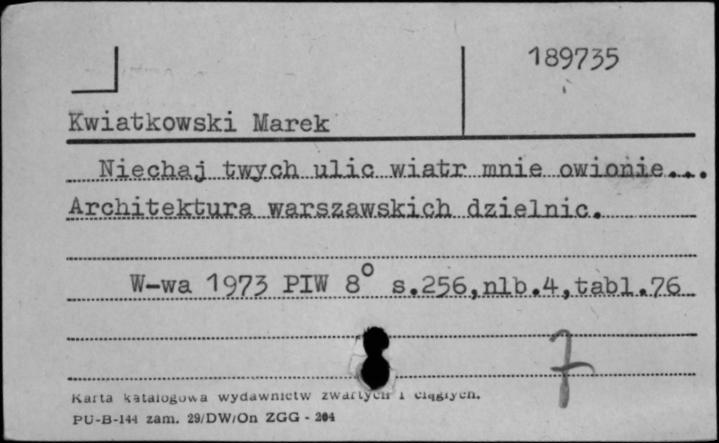 189735
Kwiatkowski Marek
Niechaj twych ulic wiatr mnie owionie...
Architektura warszawskich dzielnic.
W-wa 1973 PIW 8° s.256,nlb.4,tabl.76
7
Karta katalogowa wydawnictw zwartych i ciągłych.
PU-B-144 zam. 29/DW/On ZGG - 204